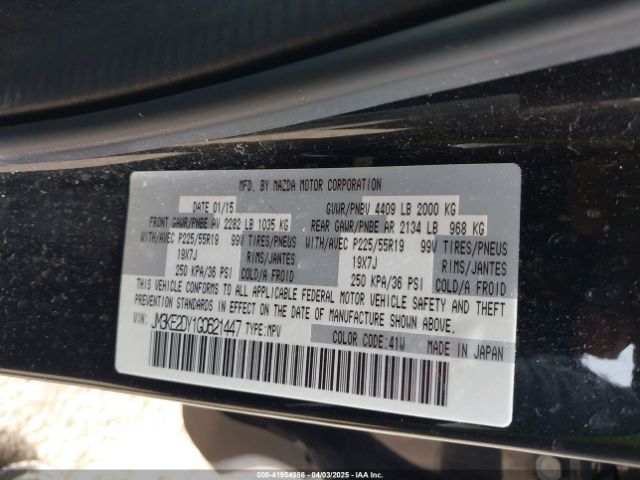 MFD. BY MAZDA MOTOR CORPORATION
DATE 01/15 GVWR/PNBV 4409 LB 2000 KG
FRONT GAWR/PNBE AV 2282 LB 1035 KG REAR GAWR/PNBE AR 2134 LB 968 KG
WITH/AVEC P225/55R19 99V TIRES/PNEUS WITH/AVEC P225/55R19 99V TIRES/PNEUS
19X7J RIMS/JANTES 19X7J RIMS/JANTES
250 KPA/36 PSI COLD/A FROID 250 KPA/36 PSI COLD/A FROID
THIS VEHICLE CONFORMS TO ALL APPLICABLE FEDERAL MOTOR VEHICLE SAFETY AND THEFT
PREVENTION STANDARDS IN EFFECT ON THE DATE OF MANUFACTURE SHOWN ABOVE.
VIN: JM3KE2DY1G0521447 TYPE:MPV COLOR CODE:41W MADE IN JAPAN
000-41954986 - 04/03/2025 - IAA Inc.